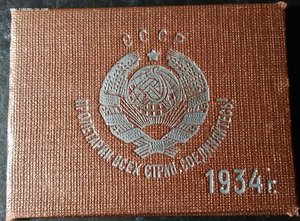 СССР
ПРОЛЕТАРИИ ВСЕХ СТРАН, СОЕДИНЯЙТЕСЬ!
1934 г.